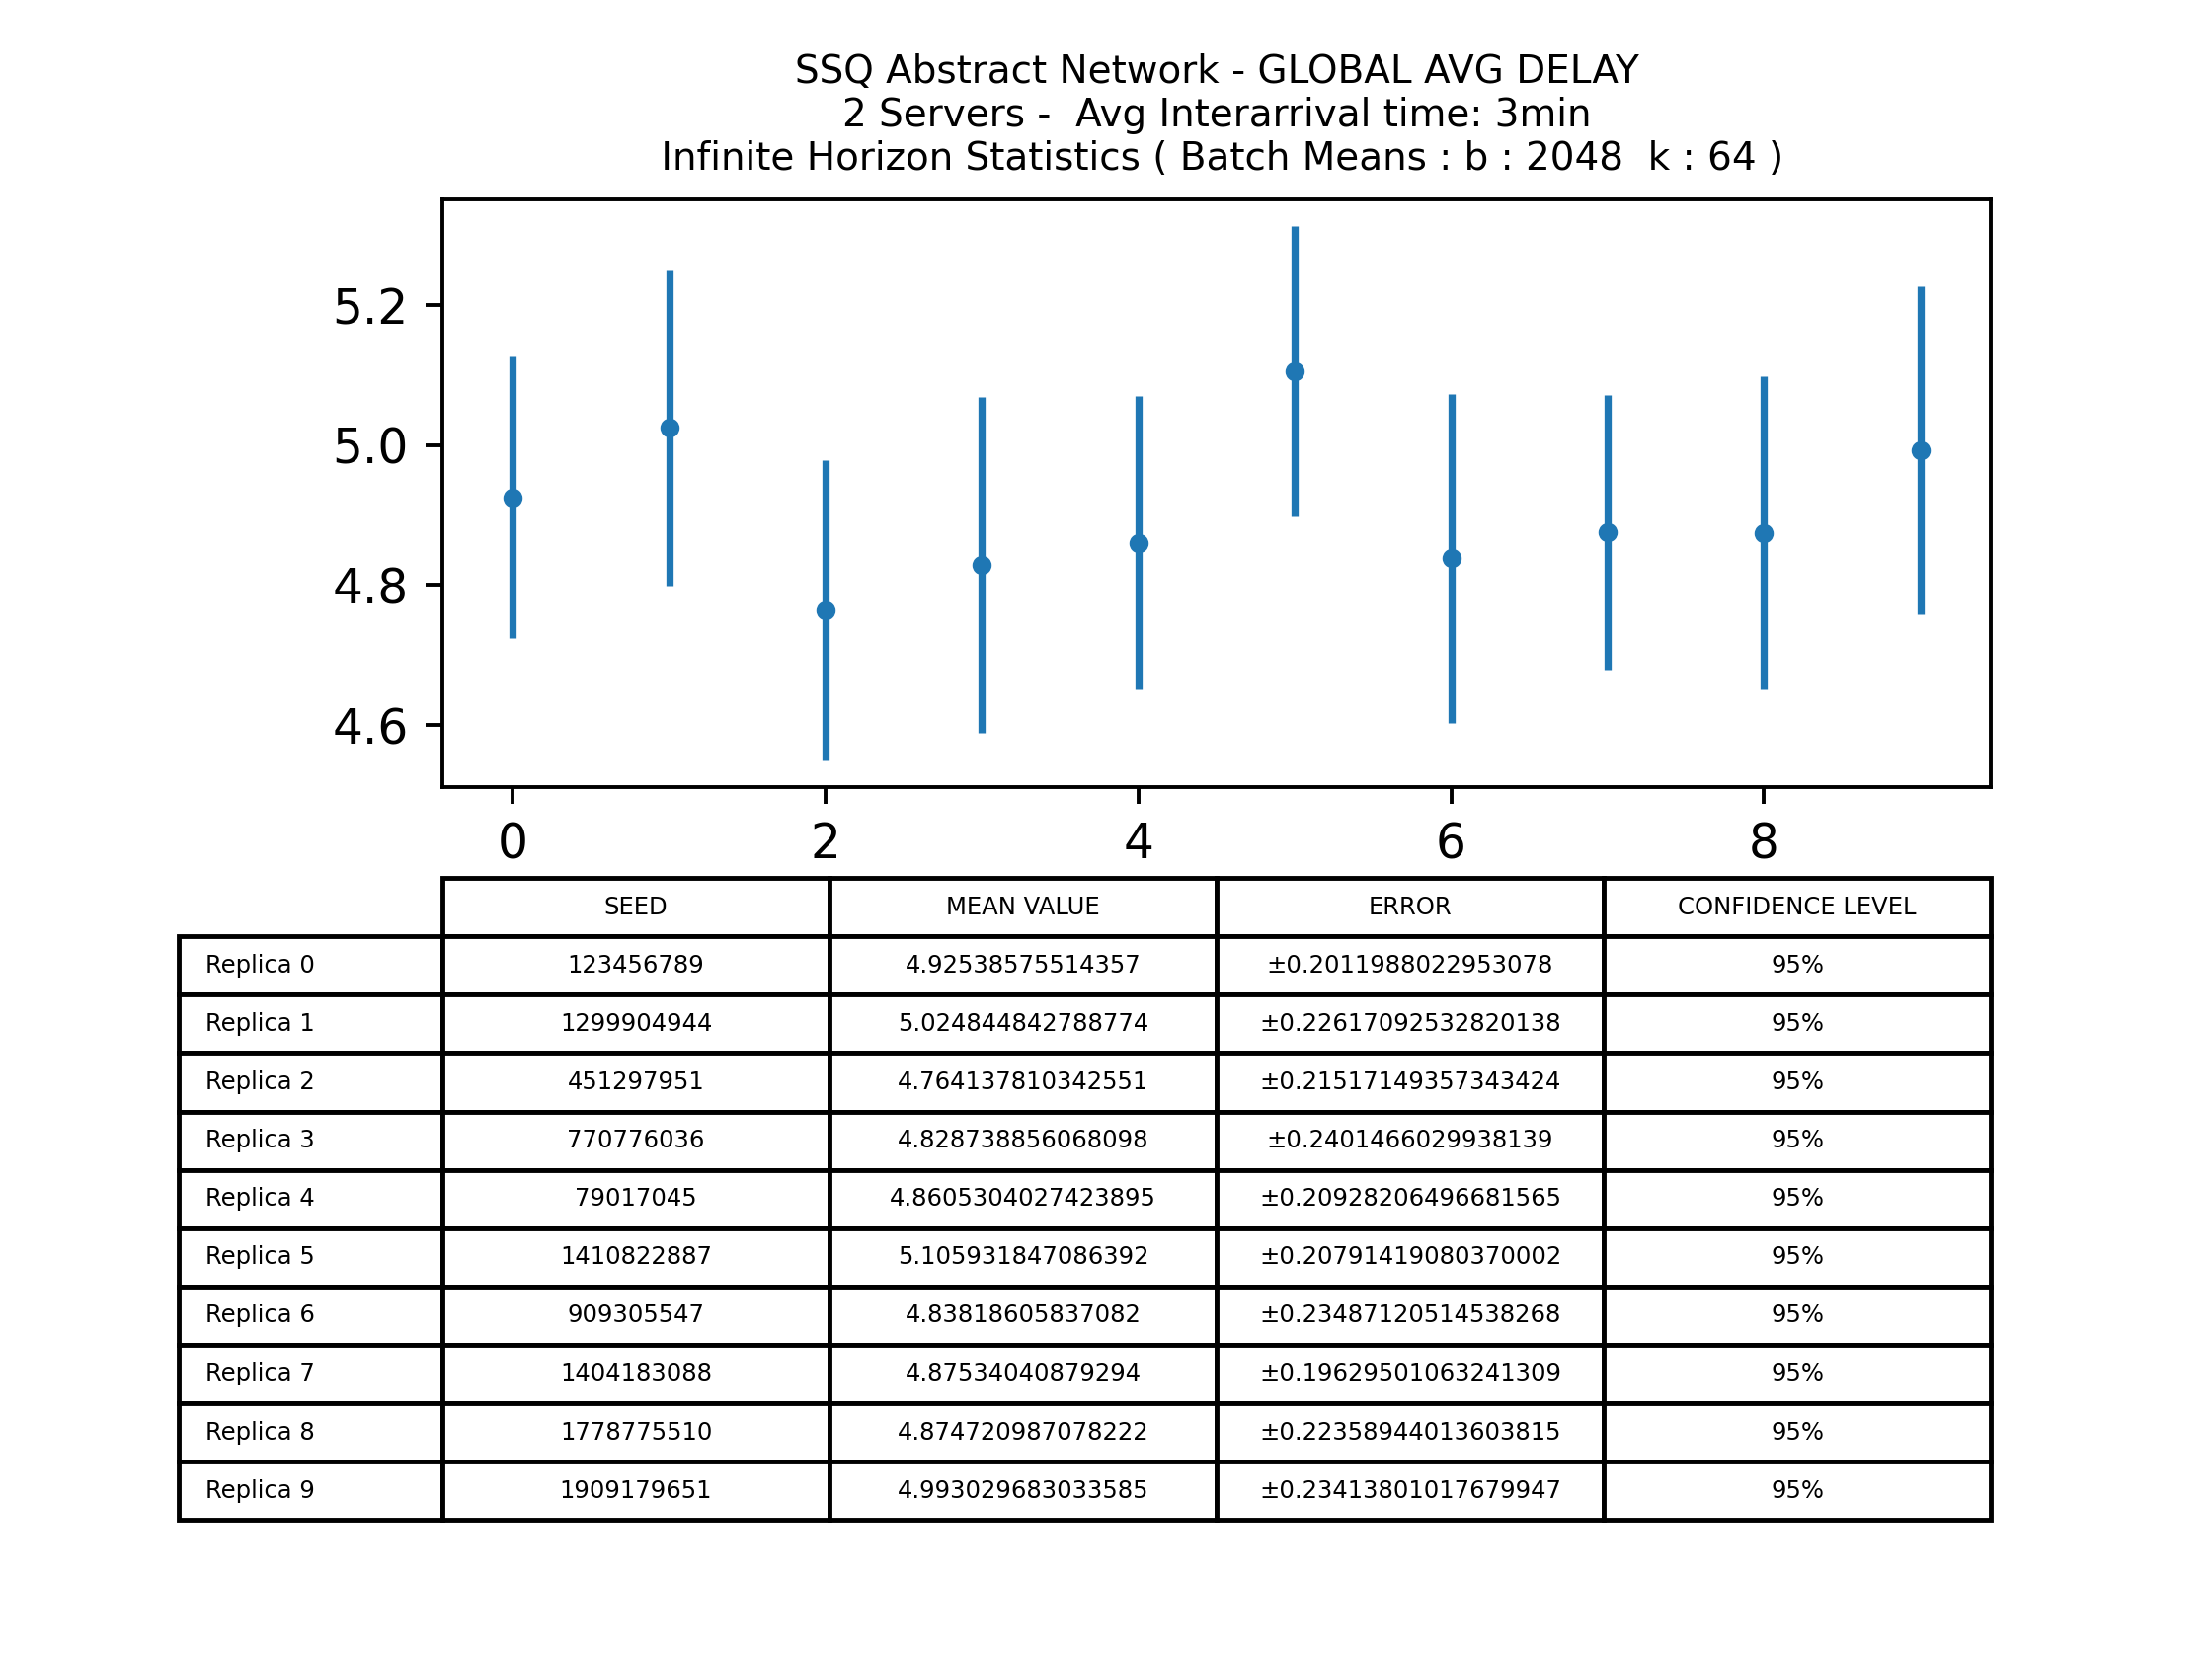 SSQ Abstract Network - GLOBAL AVG DELAY
2 Servers -  Avg Interarrival time: 3min
Infinite Horizon Statistics ( Batch Means : b : 2048  k : 64 )
5.2
5.0
4.8
4.6
0 2 4 6 8
SEED MEAN VALUE ERROR CONFIDENCE LEVEL
Replica 0 123456789 4.92538575514357 ±0.2011988022953078 95%
Replica 1 1299904944 5.024844842788774 ±0.22617092532820138 95%
Replica 2 451297951 4.764137810342551 ±0.21517149357343424 95%
Replica 3 770776036 4.828738856068098 ±0.2401466029938139 95%
Replica 4 79017045 4.8605304027423895 ±0.20928206496681565 95%
Replica 5 1410822887 5.105931847086392 ±0.20791419080370002 95%
Replica 6 909305547 4.83818605837082 ±0.23487120514538268 95%
Replica 7 1404183088 4.87534040879294 ±0.19629501063241309 95%
Replica 8 1778775510 4.874720987078222 ±0.22358944013603815 95%
Replica 9 1909179651 4.993029683033585 ±0.23413801017679947 95%